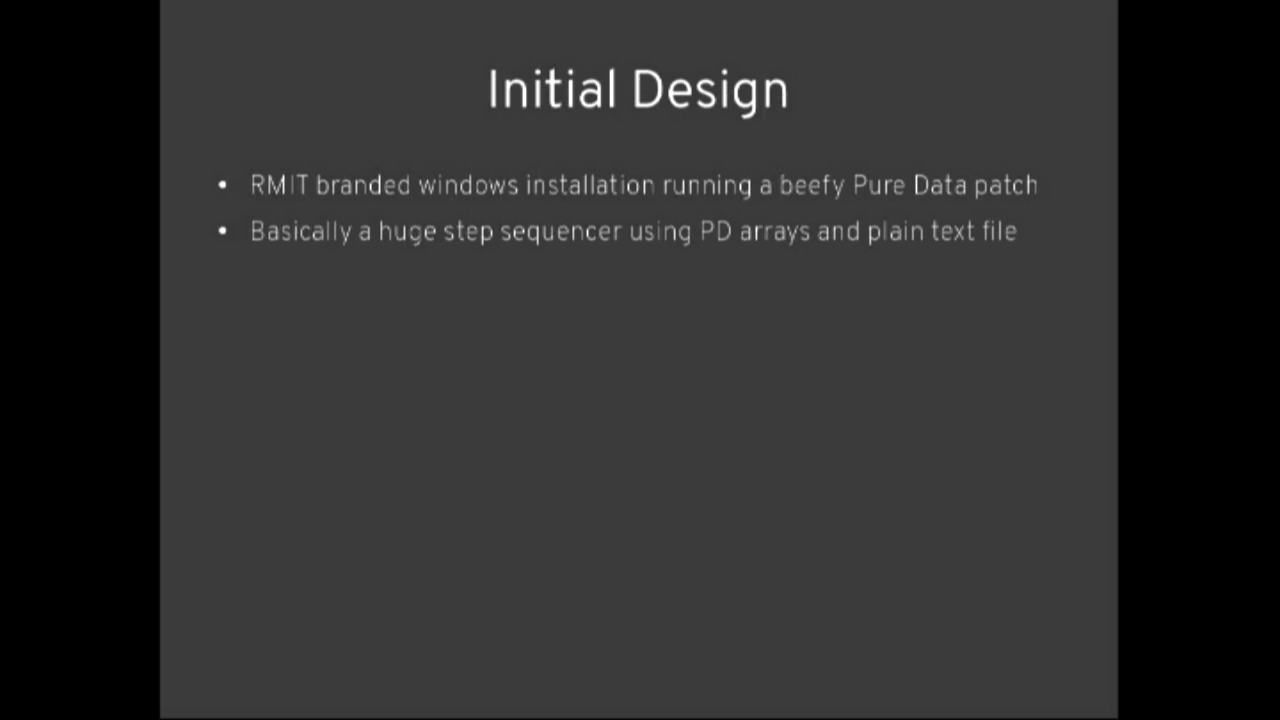 Initial Design
• RMIT branded windows installation running a beefy Pure Data patch
• Basically a huge step sequencer using PD arrays and plain text file